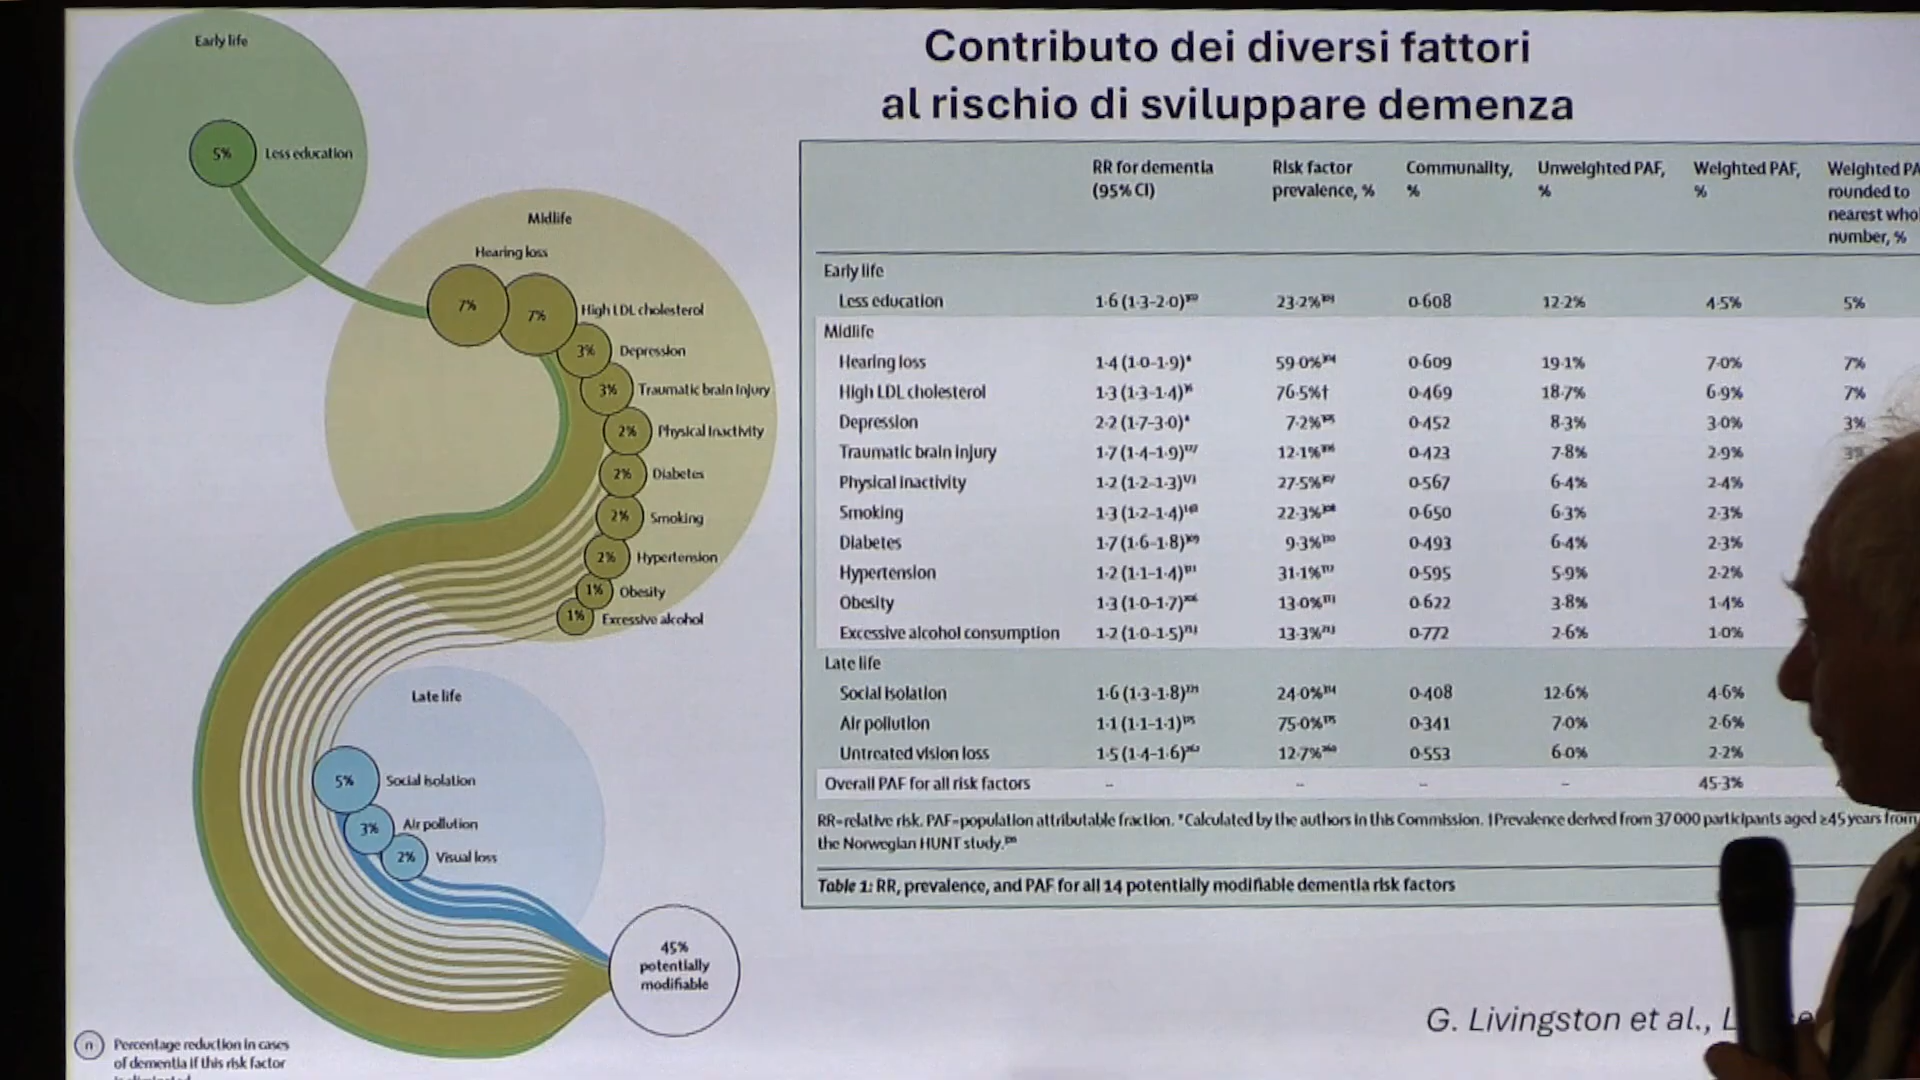 Contributo dei diversi fattori
al rischio di sviluppare demenza
Early life
5% Less education
Midlife
Hearing loss
7%
7% High LDL cholesterol
3% Depression
3% Traumatic brain injury
2% Physical inactivity
2% Diabetes
2% Smoking
2% Hypertension
1% Obesity
1% Excessive alcohol
Late life
5% Social isolation
3% Air pollution
2% Visual loss
45%
potentially
modifiable
n Percentage reduction in cases
of dementia if this risk factor
RR for dementia
(95% CI)
Risk factor
prevalence, %
Communality,
%
Unweighted PAF,
%
Weighted PAF,
%
Weighted
rounded to
nearest
number, %
Early life
Less education 1·6 (1·3–2·0) 23·2% 0·608 12·2% 4·5% 5%
Midlife
Hearing loss 1·4 (1·0–1·9)* 59·0% 0·609 19·1% 7·0% 7%
High LDL cholesterol 1·3 (1·3–1·4) 76·5%† 0·469 18·7% 6·9% 7%
Depression 2·2 (1·7–3·0)* 7·2% 0·452 8·3% 3·0% 3%
Traumatic brain injury 1·7 (1·4–1·9) 12·1% 0·423 7·8% 2·9%
Physical inactivity 1·2 (1·2–1·3) 27·5% 0·567 6·4% 2·4%
Smoking 1·3 (1·2–1·4) 22·3% 0·650 6·3% 2·3%
Diabetes 1·7 (1·6–1·8) 9·3% 0·493 6·4% 2·3%
Hypertension 1·2 (1·1–1·4) 31·1% 0·595 5·9% 2·2%
Obesity 1·3 (1·0–1·7) 13·0% 0·622 3·8% 1·4%
Excessive alcohol consumption 1·2 (1·0–1·5) 13·3% 0·772 2·6% 1·0%
Late life
Social isolation 1·6 (1·3–1·8) 24·0% 0·408 12·6% 4·6%
Air pollution 1·1 (1·1–1·1) 75·0% 0·341 7·0% 2·6%
Untreated vision loss 1·5 (1·4–1·6) 12·7% 0·553 6·0% 2·2%
Overall PAF for all risk factors – – – – 45·3%
RR=relative risk. PAF=population attributable fraction. *Calculated by the authors in this Commission. †Prevalence derived from 37 000 participants aged ≥45 years from
the Norwegian HUNT study.
Table 1: RR, prevalence, and PAF for all 14 potentially modifiable dementia risk factors
G. Livingston et al.,